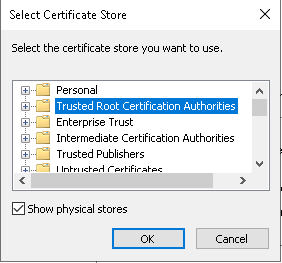 Select Certificate Store
Select the certificate store you want to use.
Personal
Trusted Root Certification Authorities
Enterprise Trust
Intermediate Certification Authorities
Trusted Publishers
Untrusted Certificates
Show physical stores
OK
Cancel